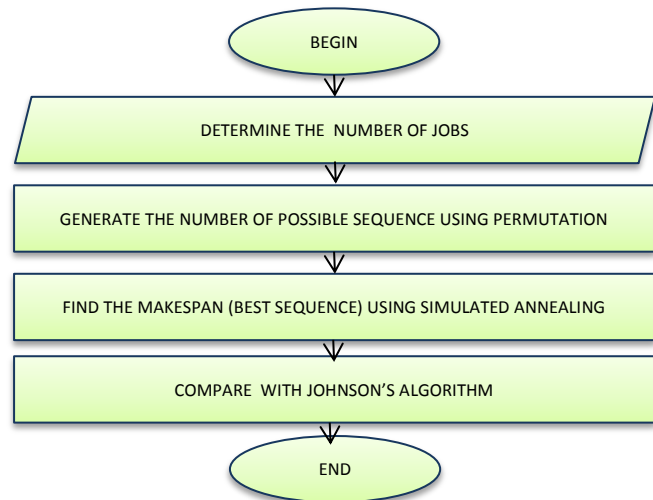 BEGIN
DETERMINE THE NUMBER OF JOBS
GENERATE THE NUMBER OF POSSIBLE SEQUENCE USING PERMUTATION
FIND THE MAKESPAN (BEST SEQUENCE) USING SIMULATED ANNEALING
COMPARE WITH JOHNSON’S ALGORITHM
END